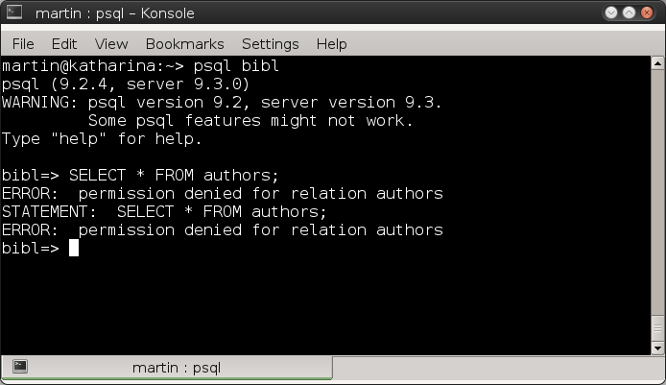 martin : psql – Konsole
File Edit View Bookmarks Settings Help
martin@katharina:~> psql bibl
psql (9.2.4, server 9.3.0)
WARNING: psql version 9.2, server version 9.3.
         Some psql features might not work.
Type "help" for help.
bibl=> SELECT * FROM authors;
ERROR:  permission denied for relation authors
STATEMENT:  SELECT * FROM authors;
ERROR:  permission denied for relation authors
bibl=>
martin : psql